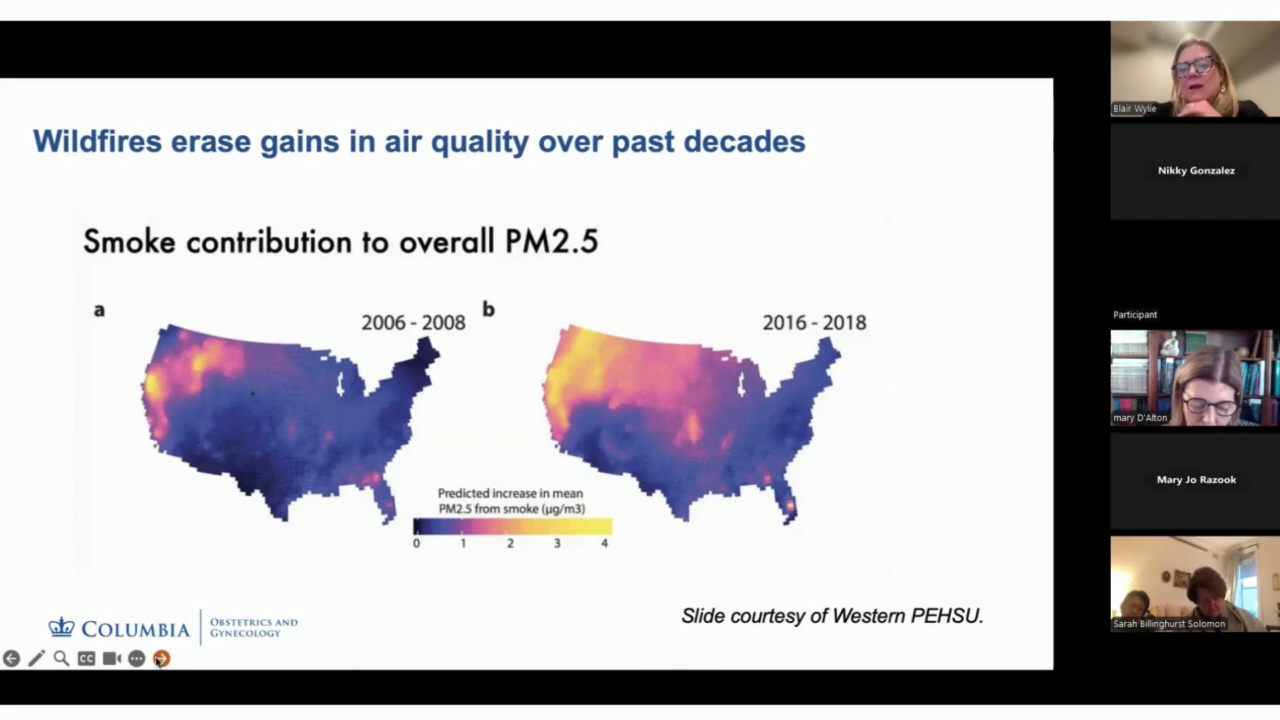 Wildfires erase gains in air quality over past decades
Smoke contribution to overall PM2.5
a
2006 - 2008
b
2016 - 2018
Predicted increase in mean
PM2.5 from smoke (μg/m3)
0 1 2 3 4
Slide courtesy of Western PEHSU.
COLUMBIA
OBSTETRICS AND
GYNECOLOGY
CC
Blair Wylie
Nikky Gonzalez
Participant
mary D'Alton
Mary Jo Razook
Sarah Billinghurst Solomon